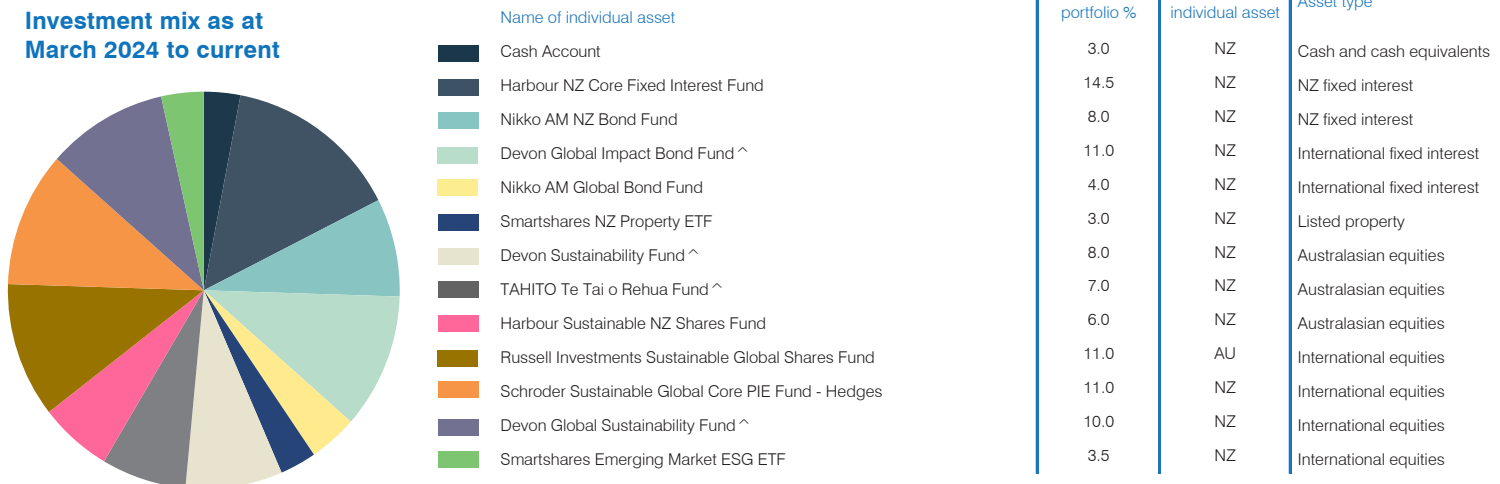 Investment mix as at
March 2024 to current
Name of individual asset portfolio % individual asset Asset type
Cash Account 3.0 NZ Cash and cash equivalents
Harbour NZ Core Fixed Interest Fund 14.5 NZ NZ fixed interest
Nikko AM NZ Bond Fund 8.0 NZ NZ fixed interest
Devon Global Impact Bond Fund ^ 11.0 NZ International fixed interest
Nikko AM Global Bond Fund 4.0 NZ International fixed interest
Smartshares NZ Property ETF 3.0 NZ Listed property
Devon Sustainability Fund ^ 8.0 NZ Australasian equities
TAHITO Te Tai o Rehua Fund ^ 7.0 NZ Australasian equities
Harbour Sustainable NZ Shares Fund 6.0 NZ Australasian equities
Russell Investments Sustainable Global Shares Fund 11.0 AU International equities
Schroder Sustainable Global Core PIE Fund - Hedges 11.0 NZ International equities
Devon Global Sustainability Fund ^ 10.0 NZ International equities
Smartshares Emerging Market ESG ETF 3.5 NZ International equities